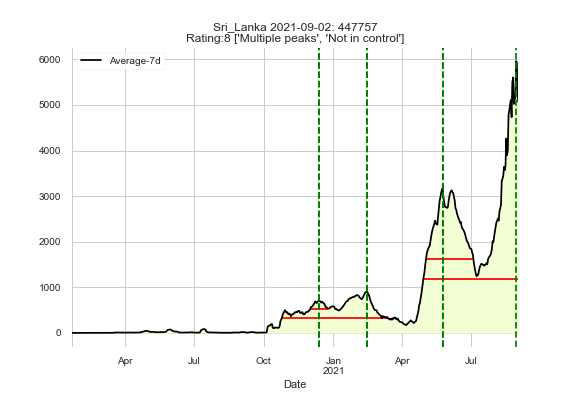 Sri_Lanka 2021-09-02: 447757
Rating:8 ['Multiple peaks', 'Not in control']
Average-7d
6000
5000
4000
3000
2000
1000
0
Apr Jul Oct Jan Apr Jul
2021
Date